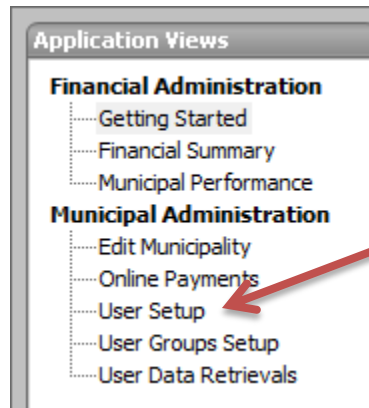 Application Views
Financial Administration
Getting Started
Financial Summary
Municipal Performance
Municipal Administration
Edit Municipality
Online Payments
User Setup
User Groups Setup
User Data Retrievals